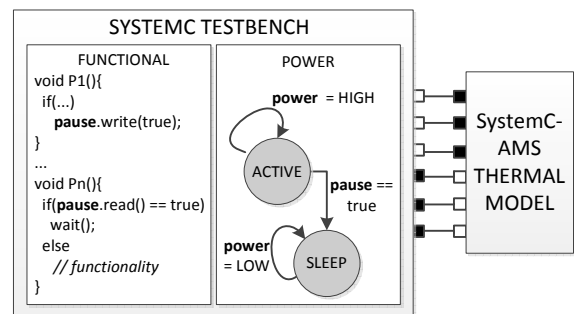 SYSTEMC TESTBENCH
FUNCTIONAL
void P1(){
if(...)
pause.write(true);
}
...
void Pn(){
if(pause.read() == true)
wait();
else
// functionality
}
POWER
power = HIGH
ACTIVE
pause ==
true
power
= LOW
SLEEP
SystemC-
AMS
THERMAL
MODEL